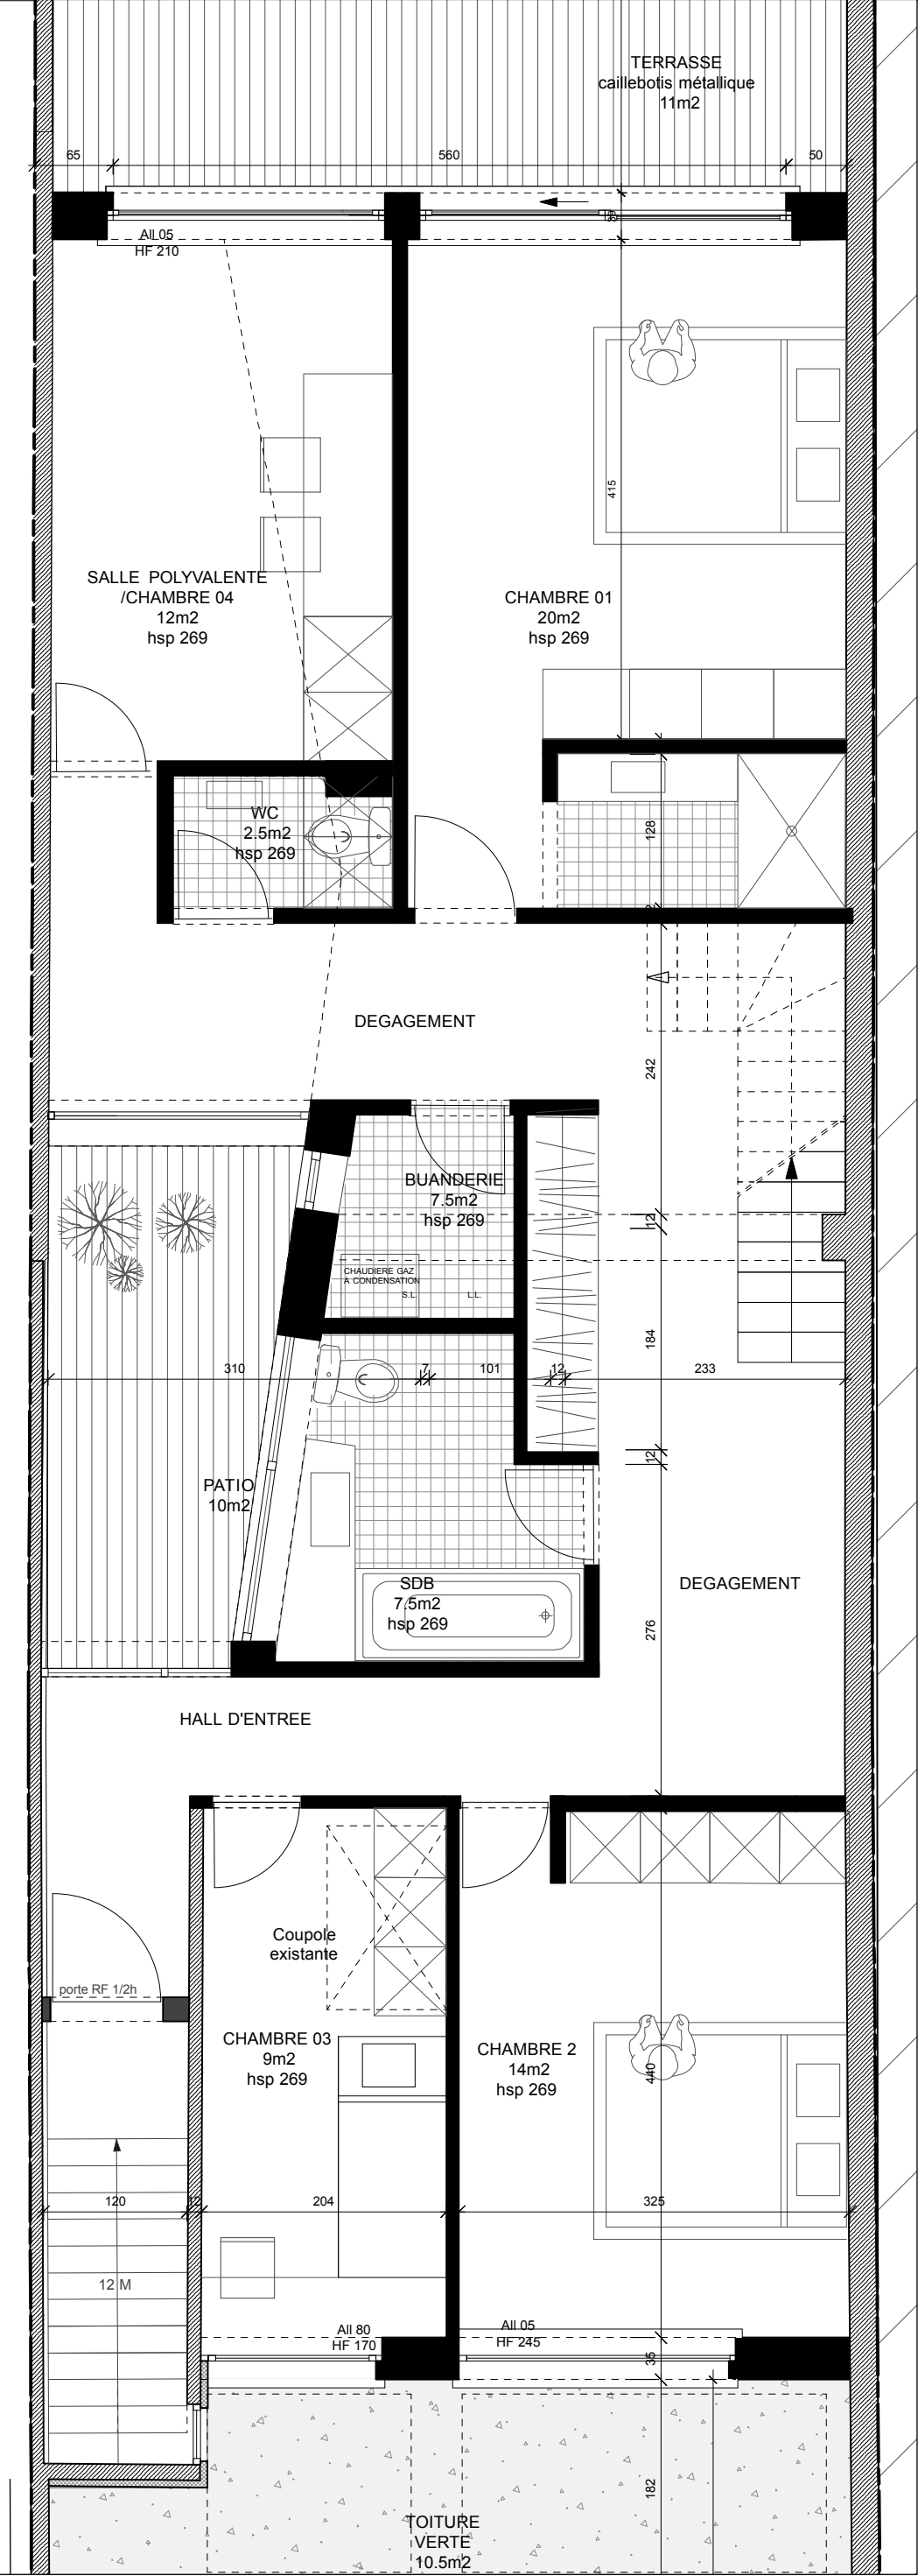 TERRASSE
caillebotis métallique
11m2
65
560
50
39
All 05
HF 210
415
SALLE POLYVALENTE
/CHAMBRE 04
12m2
hsp 269
CHAMBRE 01
20m2
hsp 269
WC
2.5m2
hsp 269
128
DEGAGEMENT
242
BUANDERIE
7.5m2
hsp 269
12
CHAUDIERE GAZ
A CONDENSATION
S.L.
L.L.
184
310
7
101
12
233
12
PATIO
10m2
SDB
7.5m2
hsp 269
DEGAGEMENT
276
HALL D'ENTREE
Coupole
existante
porte RF 1/2h
CHAMBRE 03
9m2
hsp 269
CHAMBRE 2
14m2
hsp 269
440
120
12
204
325
12 M
All 80
HF 170
All 05
HF 245
35
182
TOITURE
VERTE
10.5m2